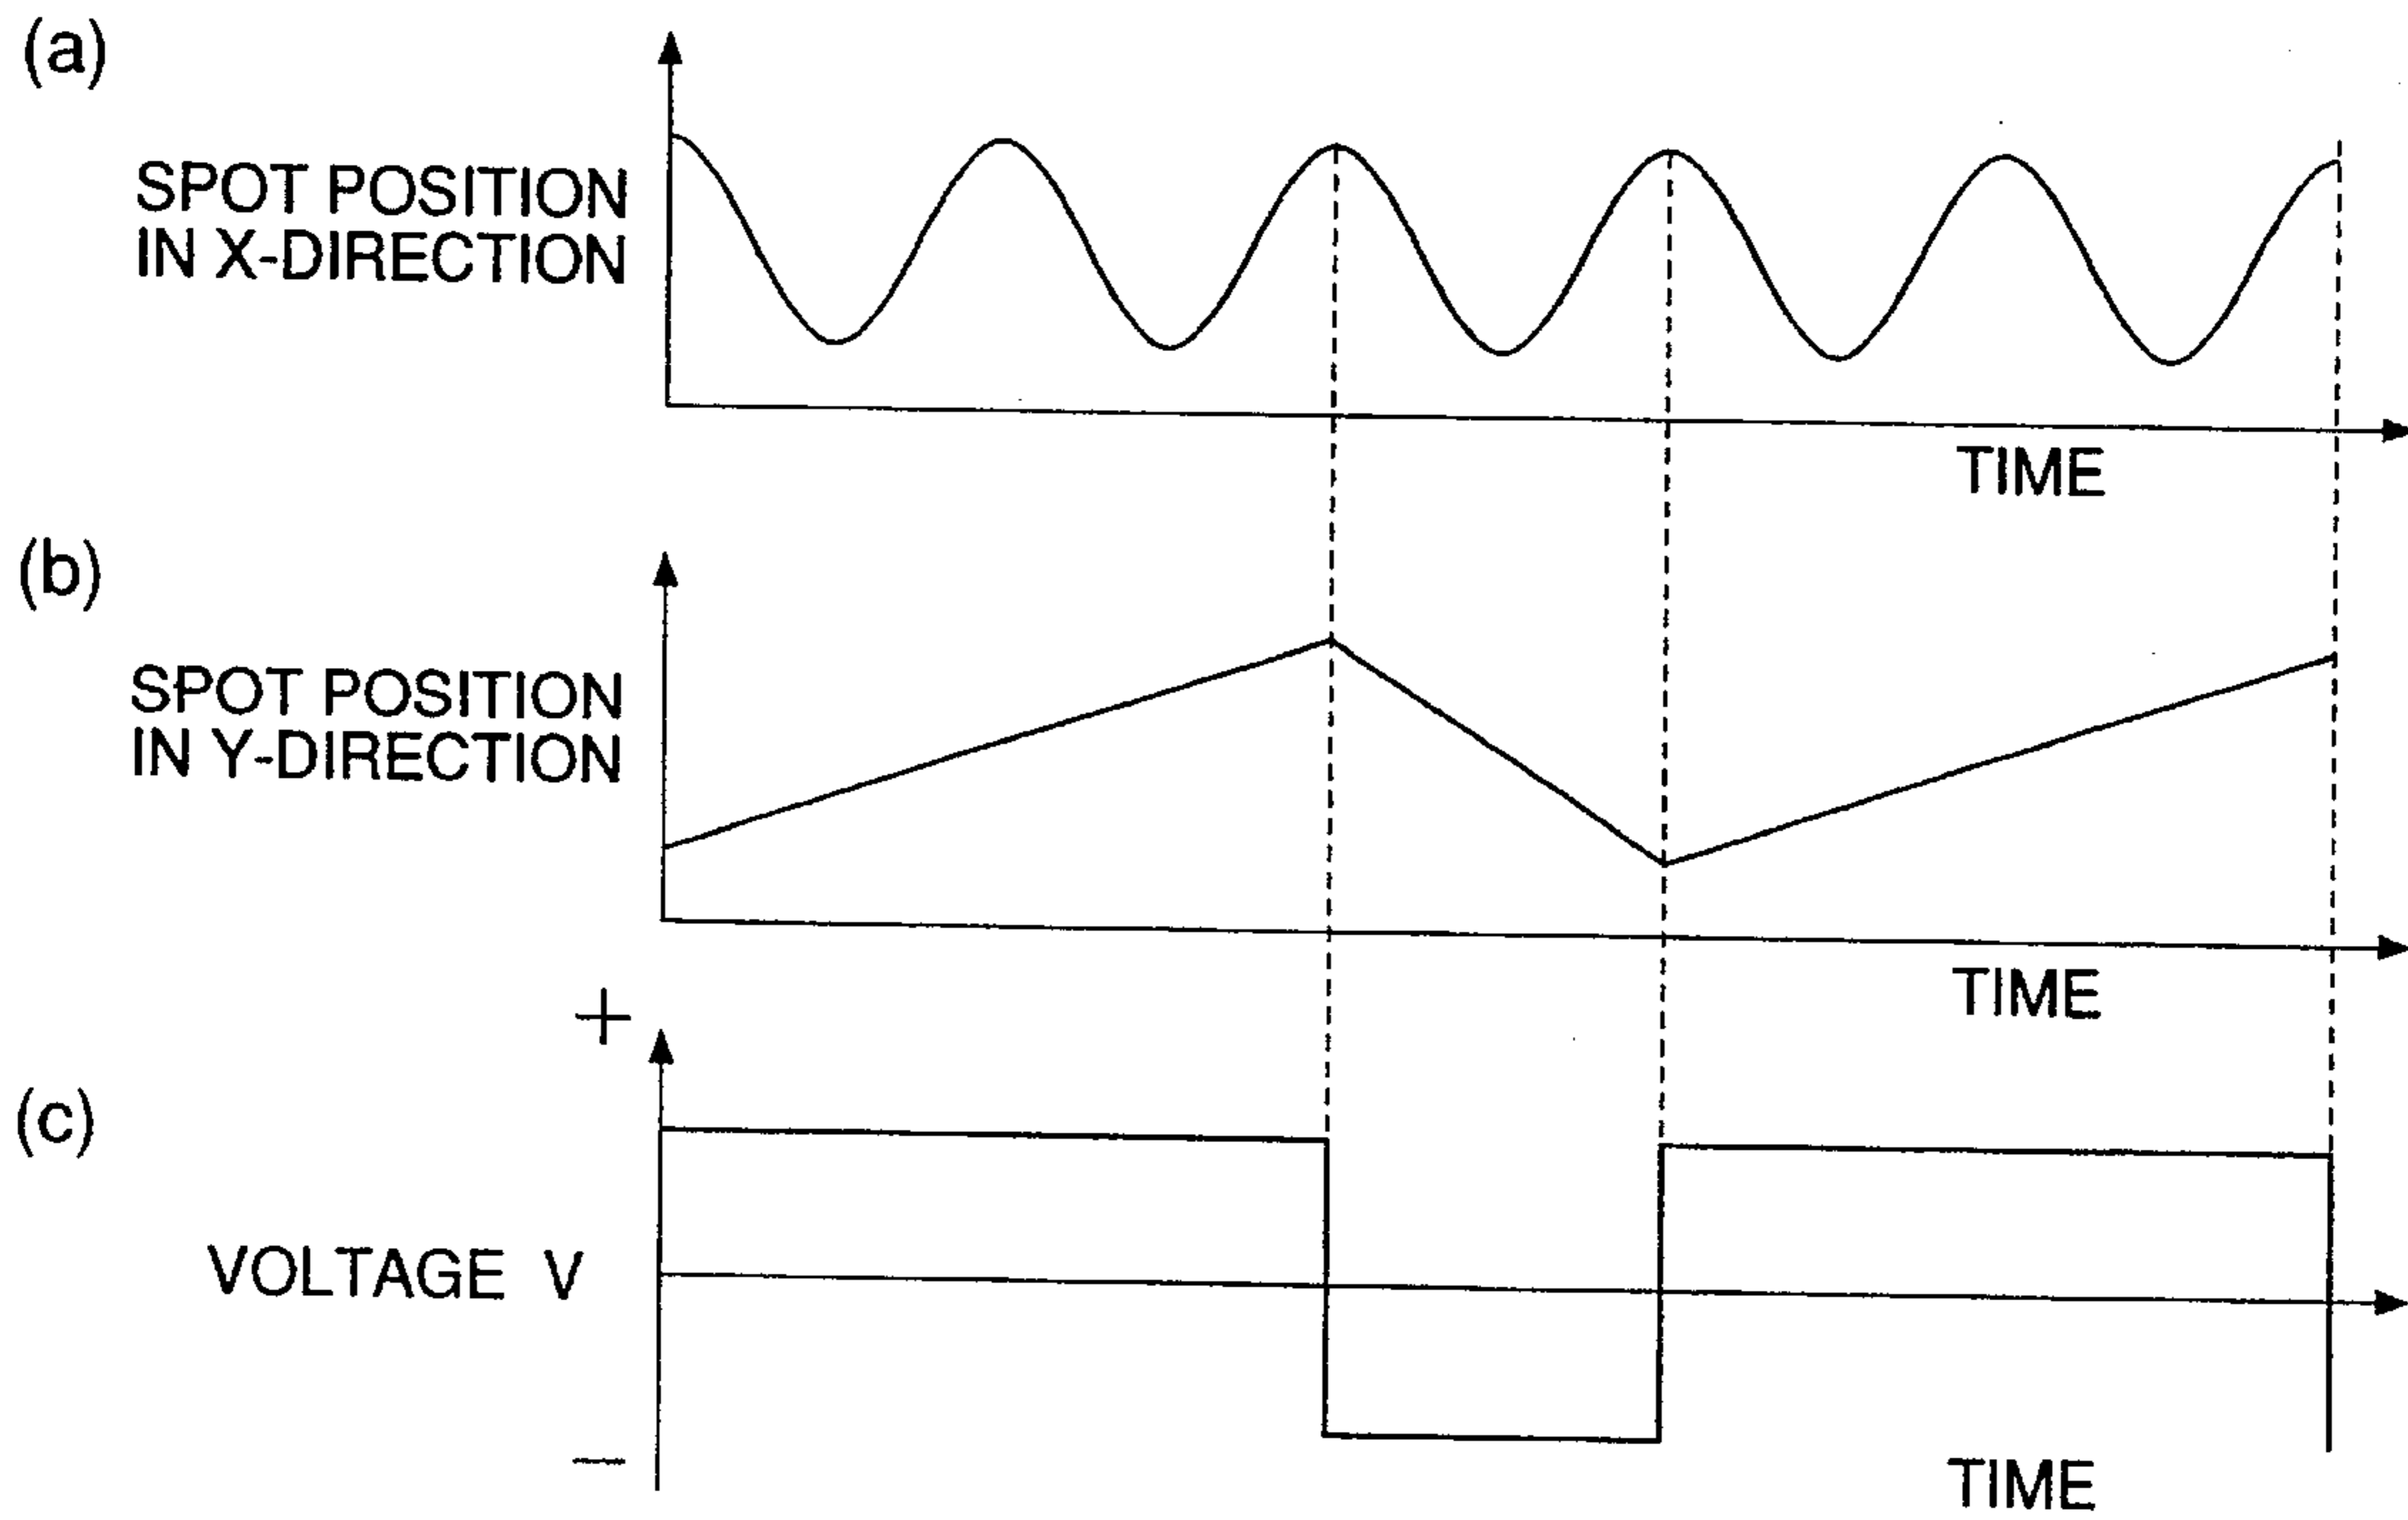 (a)
SPOT POSITION
IN X-DIRECTION
TIME
(b)
SPOT POSITION
IN Y-DIRECTION
TIME
+
(c)
VOLTAGE V
−
TIME